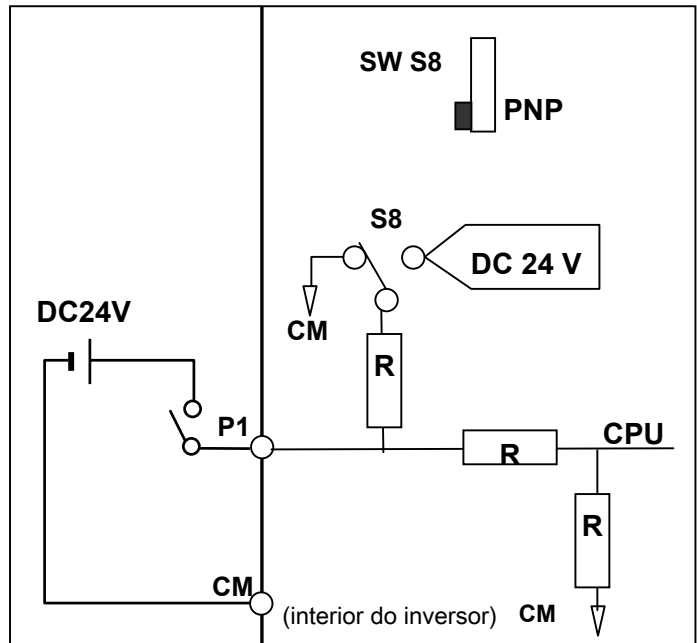 SW S8
PNP
S8
DC 24 V
CM
DC24V
R
P1
CPU
R
R
CM
(interior do inversor)
CM